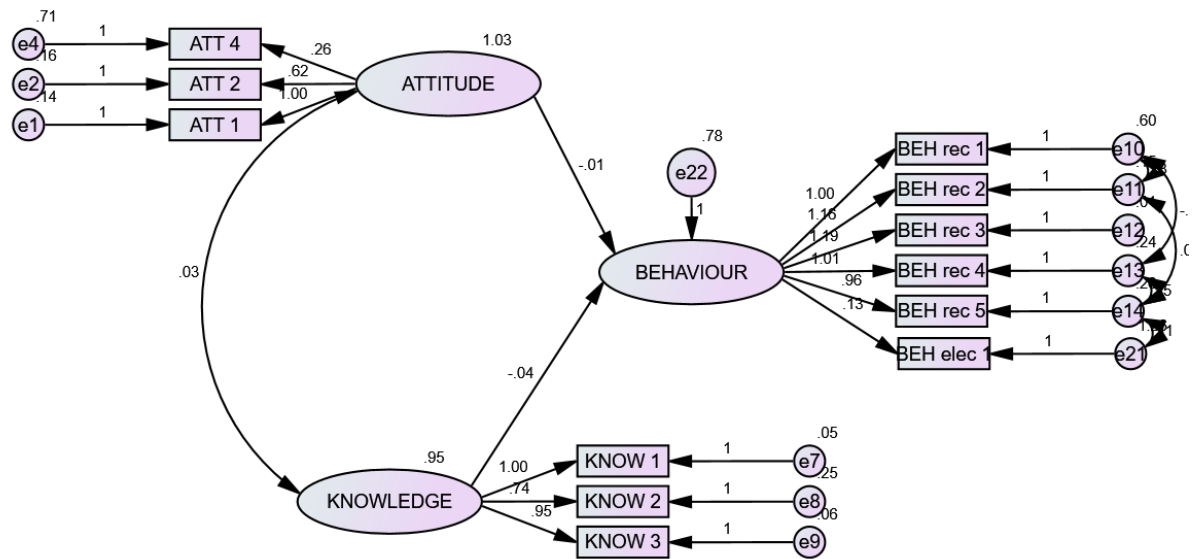 .71
e4
1
ATT 4
.26
1.03
.16
e2
1
ATT 2
.62
ATTITUDE
.14
e1
1
ATT 1
1.00
-.01
.78
e22
1
BEHAVIOUR
.03
-.04
1.00
1.16
1.19
1.01
.96
.13
BEH rec 1
1
e10
.60
BEH rec 2
1
e11
BEH rec 3
1
e12
BEH rec 4
1
e13
.24
BEH rec 5
1
e14
BEH elec 1
1
e21
.95
KNOWLEDGE
1.00
KNOW 1
1
e7
.05
.74
KNOW 2
1
e8
.25
.95
KNOW 3
1
e9
.06